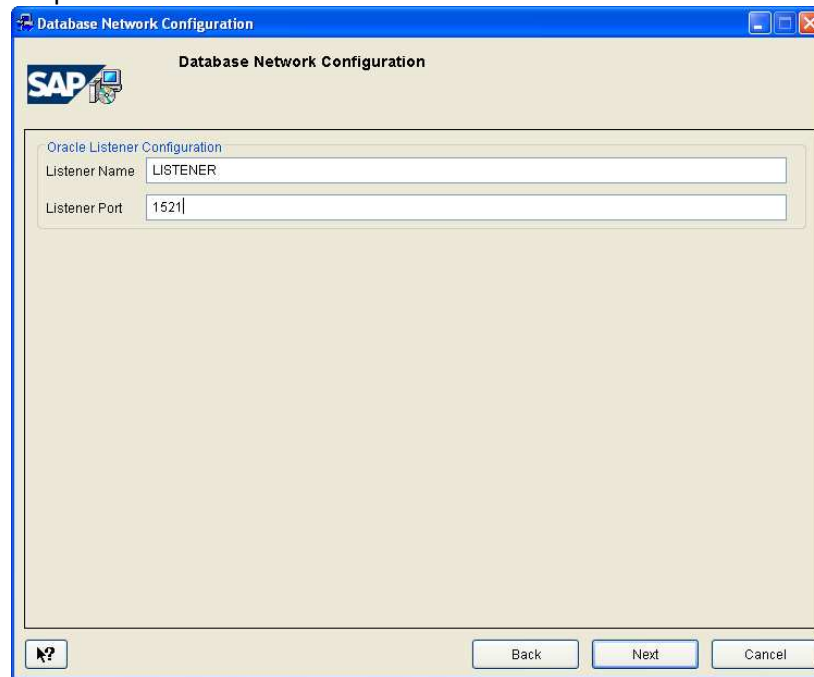 Database Network Configuration
Database Network Configuration
SAP
Oracle Listener Configuration
Listener Name LISTENER
Listener Port 1521
? Back Next Cancel